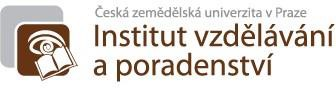 Česká zemědělská univerzita v Praze
Institut vzdělávání
a poradenství